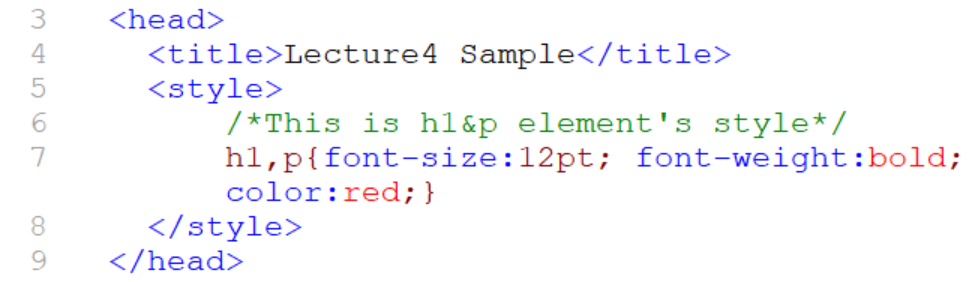 3 <head>
4 <title>Lecture4 Sample</title>
5 <style>
6 /*This is h1&p element's style*/
7 h1,p{font-size:12pt; font-weight:bold;
color:red;}
8 </style>
9 </head>